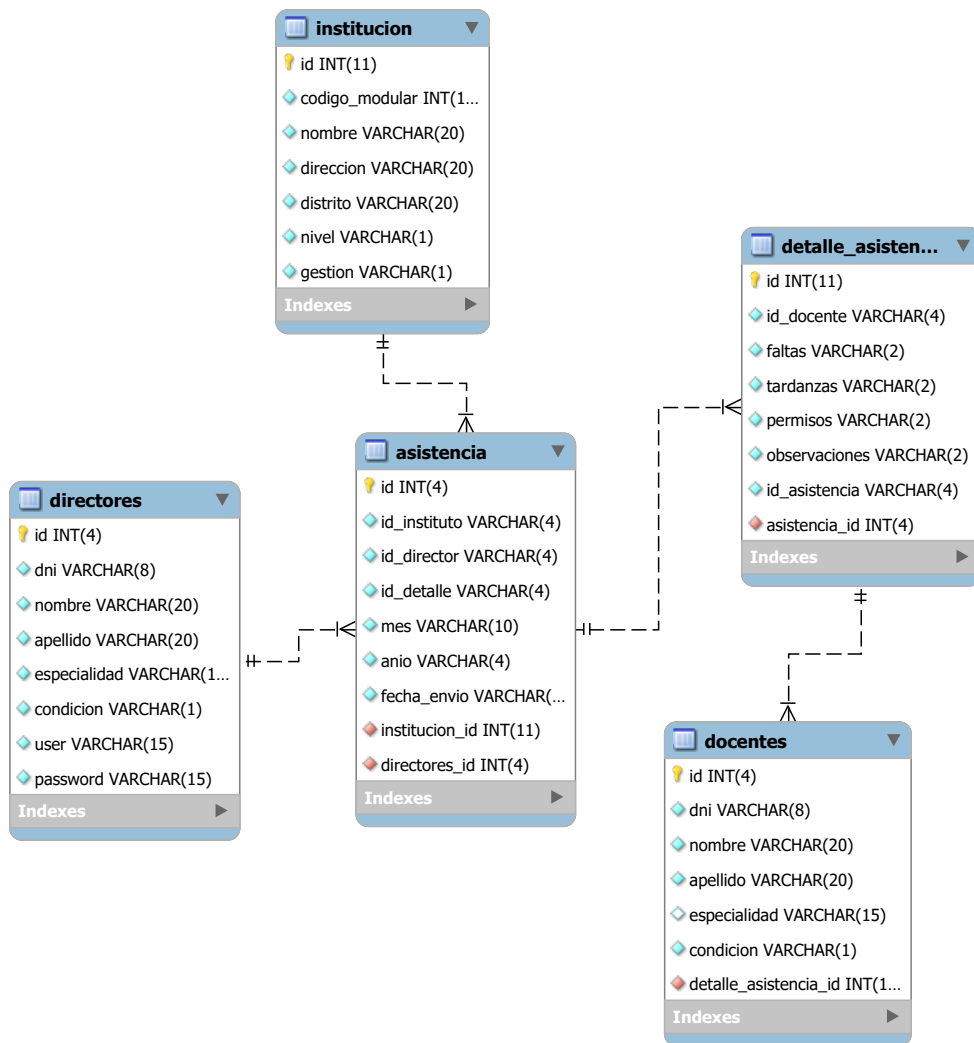 institucion
id INT(11)
codigo_modular INT(1...
nombre VARCHAR(20)
direccion VARCHAR(20)
distrito VARCHAR(20)
nivel VARCHAR(1)
gestion VARCHAR(1)
Indexes
detalle_asisten...
id INT(11)
id_docente VARCHAR(4)
faltas VARCHAR(2)
tardanzas VARCHAR(2)
permisos VARCHAR(2)
observaciones VARCHAR(2)
id_asistencia VARCHAR(4)
asistencia_id INT(4)
Indexes
asistencia
id INT(4)
id_instituto VARCHAR(4)
id_director VARCHAR(4)
id_detalle VARCHAR(4)
mes VARCHAR(10)
anio VARCHAR(4)
fecha_envio VARCHAR(...
institucion_id INT(11)
directores_id INT(4)
Indexes
directores
id INT(4)
dni VARCHAR(8)
nombre VARCHAR(20)
apellido VARCHAR(20)
especialidad VARCHAR(1...
condicion VARCHAR(1)
user VARCHAR(15)
password VARCHAR(15)
Indexes
docentes
id INT(4)
dni VARCHAR(8)
nombre VARCHAR(20)
apellido VARCHAR(20)
especialidad VARCHAR(15)
condicion VARCHAR(1)
detalle_asistencia_id INT(1...
Indexes